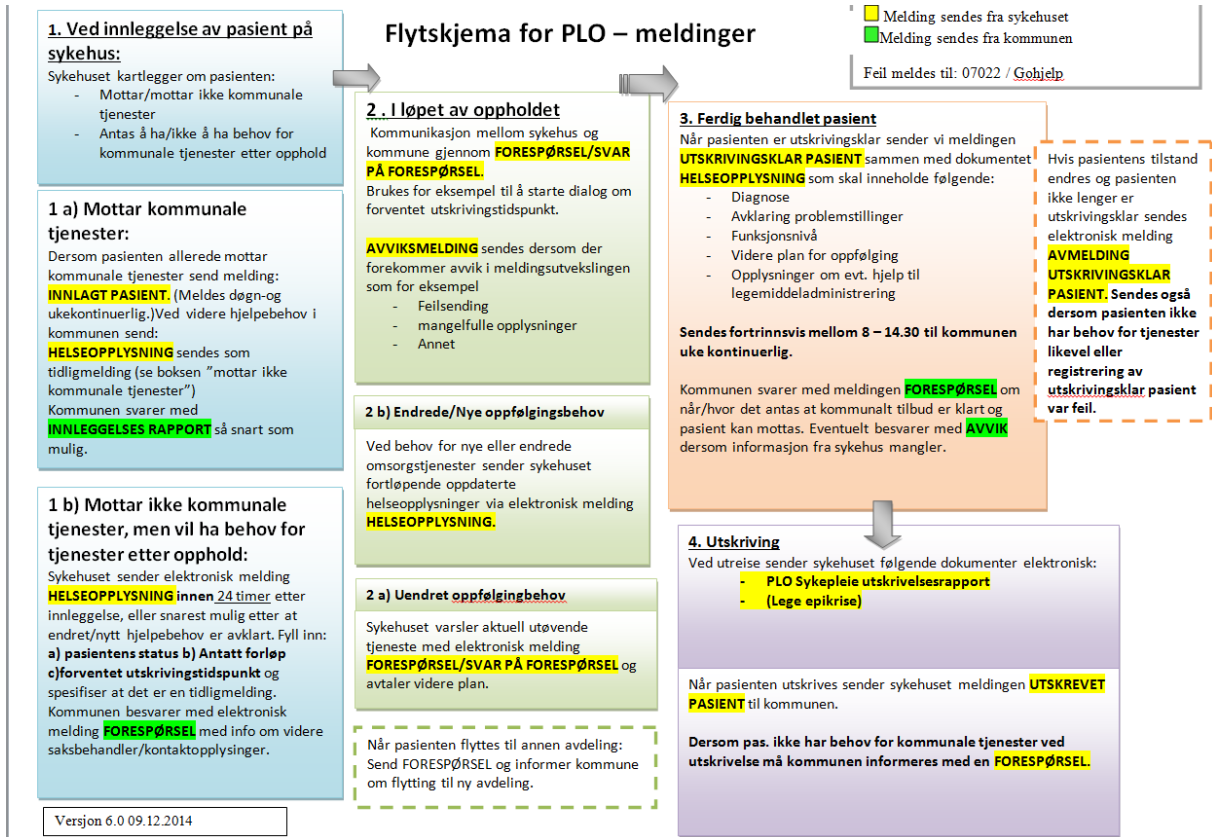 Flytskjema for PLO – meldinger
Melding sendes fra sykehuset
Melding sendes fra kommunen
Feil meldes til: 07022 / Gohjelp
1. Ved innleggelse av pasient på
sykehus:
Sykehuset kartlegger om pasienten:
- Mottar/mottar ikke kommunale
tjenester
- Antas å ha/ikke å ha behov for
kommunale tjenester etter opphold
1 a) Mottar kommunale
tjenester:
Dersom pasienten allerede mottar
kommunale tjenester send melding:
INNLAGT PASIENT. (Meldes døgn-og
ukekontinuerlig.)Ved videre hjelpebehov i
kommunen send:
HELSEOPPLYSNING sendes som
tidligmelding (se boksen ”mottar ikke
kommunale tjenester”)
Kommunen svarer med
INNLEGGELSES RAPPORT så snart som
mulig.
1 b) Mottar ikke kommunale
tjenester, men vil ha behov for
tjenester etter opphold:
Sykehuset sender elektronisk melding
HELSEOPPLYSNING innen 24 timer etter
innleggelse, eller snarest mulig etter at
endret/nytt hjelpebehov er avklart. Fyll inn:
a) pasientens status b) Antatt forløp
c)forventet utskrivingstidspunkt og
spesifiser at det er en tidligmelding.
Kommunen besvarer med elektronisk
melding FORESPØRSEL med info om videre
saksbehandler/kontaktopplysinger.
Versjon 6.0 09.12.2014
2 . I løpet av oppholdet
Kommunikasjon mellom sykehus og
kommune gjennom FORESPØRSEL/SVAR
PÅ FORESPØRSEL.
Brukes for eksempel til å starte dialog om
forventet utskrivingstidspunkt.
AVVIKSMELDING sendes dersom der
forekommer avvik i meldingsutvekslingen
som for eksempel
- Feilsending
- mangelfulle opplysninger
- Annet
2 b) Endrede/Nye oppfølgingsbehov
Ved behov for nye eller endrede
omsorgstjenester sender sykehuset
fortløpende oppdaterte
helseopplysninger via elektronisk melding
HELSEOPPLYSNING.
2 a) Uendret oppfølgingbehov
Sykehuset varsler aktuell utøvende
tjeneste med elektronisk melding
FORESPØRSEL/SVAR PÅ FORESPØRSEL og
avtaler videre plan.
Når pasienten flyttes til annen avdeling:
Send FORESPØRSEL og informer kommune
om flytting til ny avdeling.
3. Ferdig behandlet pasient
Når pasienten er utskrivingsklar sender vi meldingen
UTSKRIVINGSKLAR PASIENT sammen med dokumentet
HELSEOPPLYSNING som skal inneholde følgende:
- Diagnose
- Avklaring problemstillinger
- Funksjonsnivå
- Videre plan for oppfølging
- Opplysninger om evt. hjelp til
legemiddeladministrering
Sendes fortrinnsvis mellom 8 – 14.30 til kommunen
uke kontinuerlig.
Kommunen svarer med meldingen FORESPØRSEL om
når/hvor det antas at kommunalt tilbud er klart og
pasient kan mottas. Eventuelt besvarer med AVVIK
dersom informasjon fra sykehus mangler.
Hvis pasientens tilstand
endres og pasienten
ikke lenger er
utskrivingsklar sendes
elektronisk melding
AVMELDING
UTSKRIVINGSKLAR
PASIENT. Sendes også
dersom pasienten ikke
har behov for tjenester
likevel eller
registrering av
utskrivingsklar pasient
var feil.
4. Utskriving
Ved utreise sender sykehuset følgende dokumenter elektronisk:
- PLO Sykepleie utskrivelsesrapport
- (Lege epikrise)
Når pasienten utskrives sender sykehuset meldingen UTSKREVET
PASIENT til kommunen.
Dersom pas. ikke har behov for kommunale tjenester ved
utskrivelse må kommunen informeres med en FORESPØRSEL.